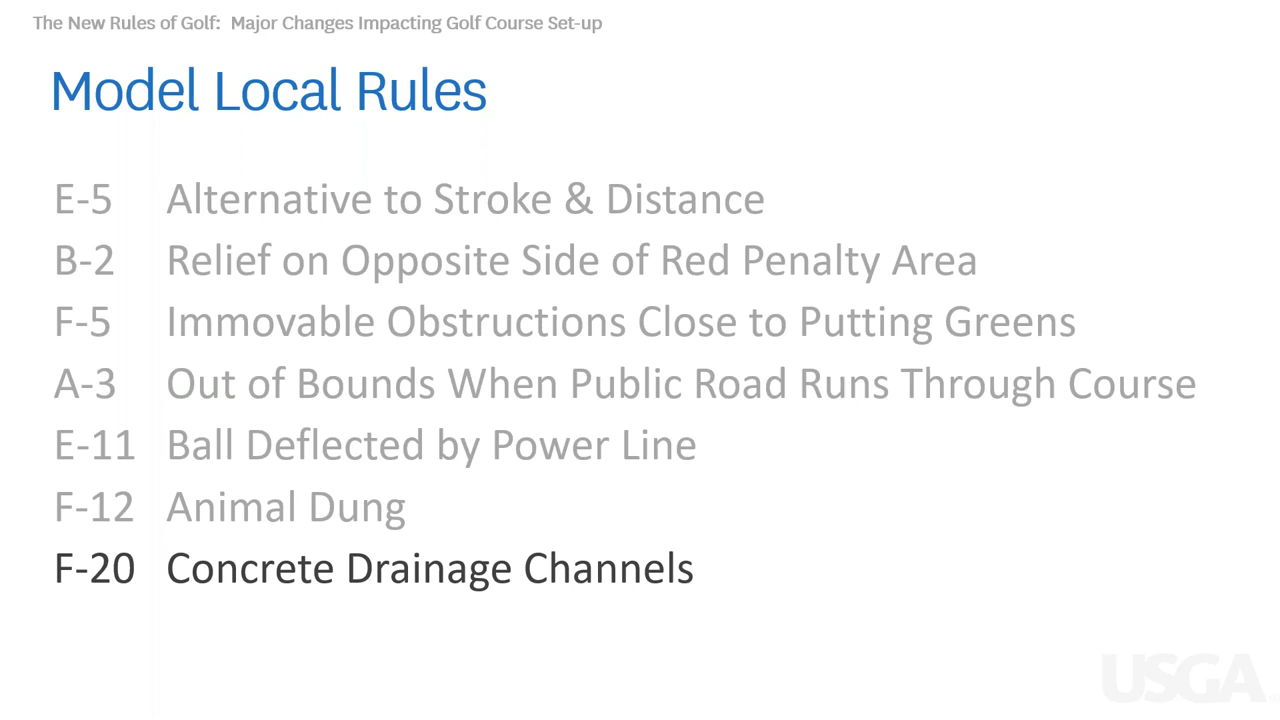 The New Rules of Golf:  Major Changes Impacting Golf Course Set-up
Model Local Rules
E-5 Alternative to Stroke & Distance
B-2 Relief on Opposite Side of Red Penalty Area
F-5 Immovable Obstructions Close to Putting Greens
A-3 Out of Bounds When Public Road Runs Through Course
E-11 Ball Deflected by Power Line
F-12 Animal Dung
F-20 Concrete Drainage Channels
USGA